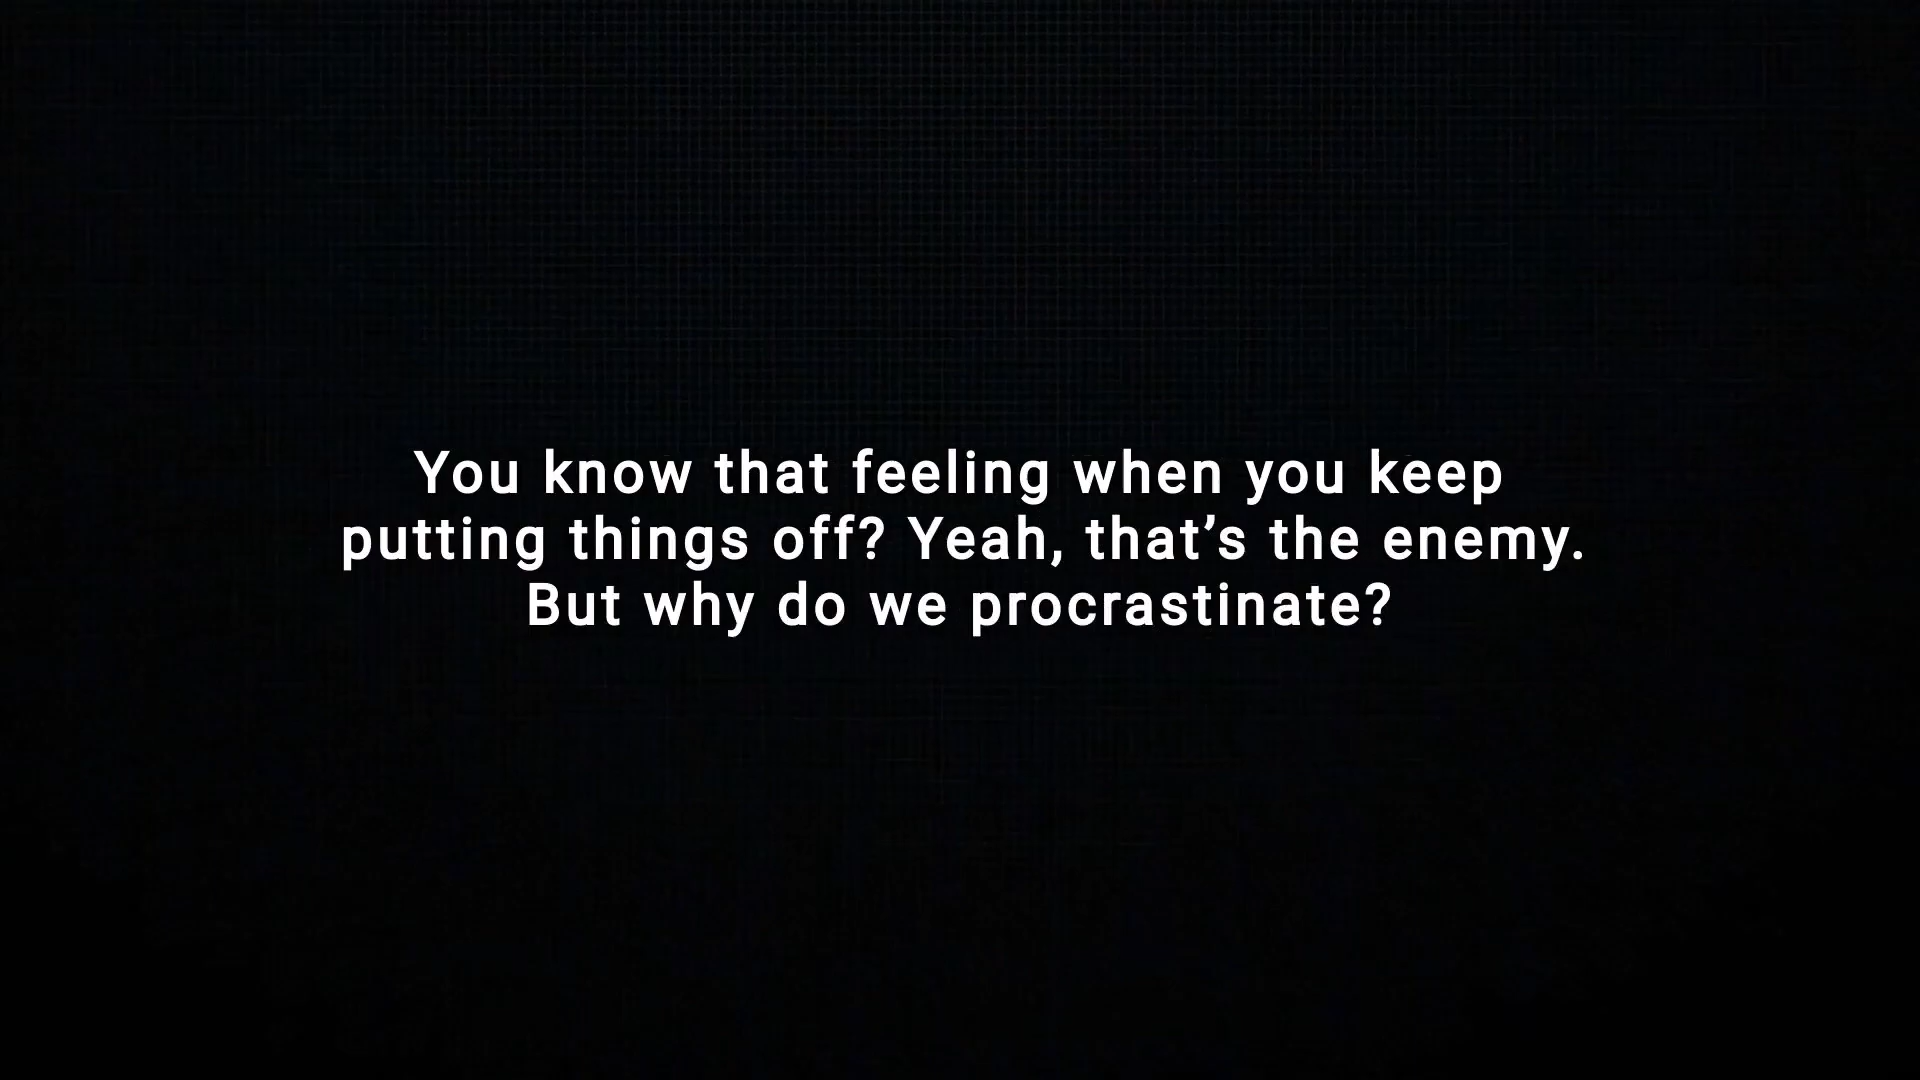 You know that feeling when you keep
putting things off? Yeah, that’s the enemy.
But why do we procrastinate?